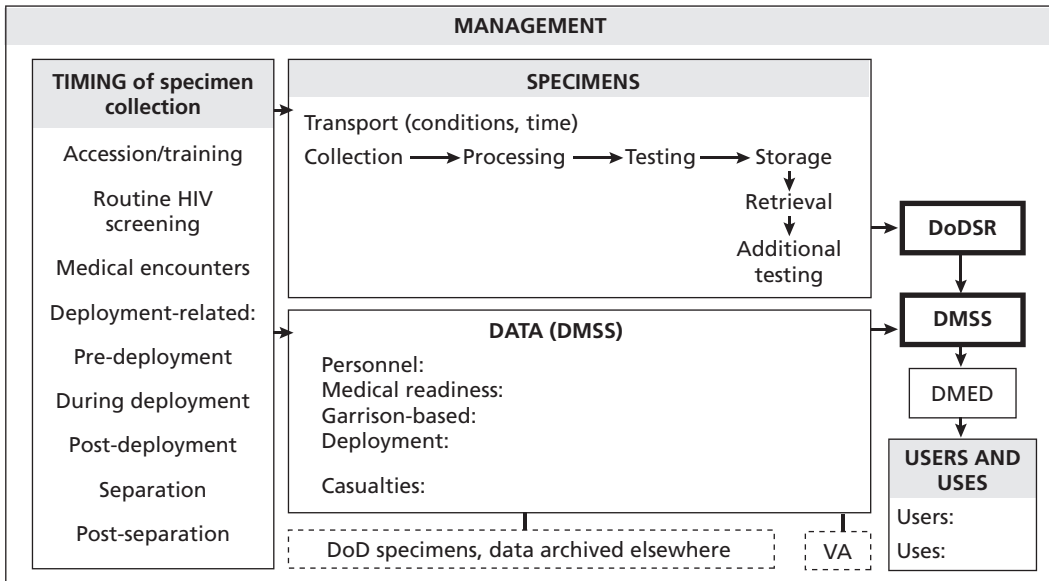 MANAGEMENT
TIMING of specimen
collection
Accession/training
Routine HIV
screening
Medical encounters
Deployment-related:
Pre-deployment
During deployment
Post-deployment
Separation
Post-separation
SPECIMENS
Transport (conditions, time)
Collection Processing Testing Storage
Retrieval
Additional
testing
DATA (DMSS)
Personnel:
Medical readiness:
Garrison-based:
Deployment:
Casualties:
DoD specimens, data archived elsewhere
VA
DoDSR
DMSS
DMED
USERS AND
USES
Users:
Uses: